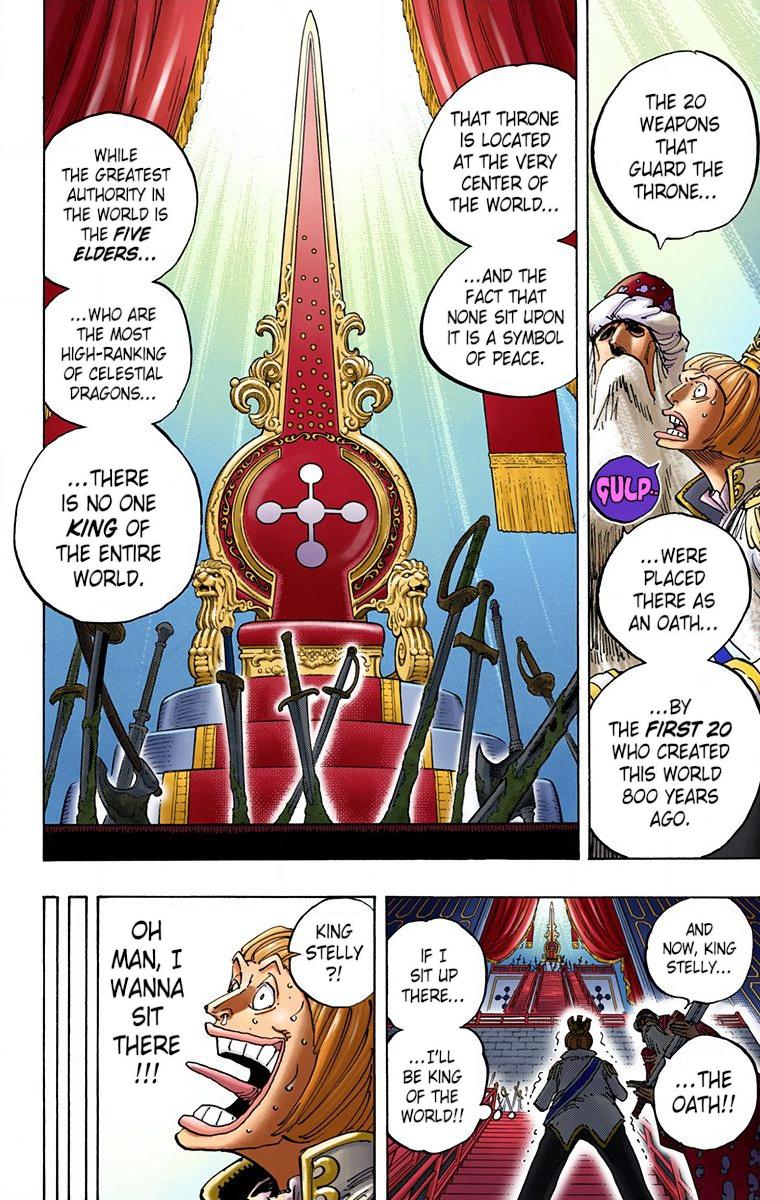 THE 20
WEAPONS
THAT
GUARD THE
THRONE...
GULP..
...WERE
PLACED
THERE AS
AN OATH...
...BY
THE FIRST 20
WHO CREATED
THIS WORLD
800 YEARS
AGO.
THAT THRONE
IS LOCATED
AT THE VERY
CENTER OF
THE WORLD...
...AND THE
FACT THAT
NONE SIT UPON
IT IS A SYMBOL
OF PEACE.
WHILE
THE GREATEST
AUTHORITY IN
THE WORLD IS
THE FIVE
ELDERS...
...WHO ARE
THE MOST
HIGH-RANKING
OF CELESTIAL
DRAGONS...
...THERE
IS NO ONE
KING OF
THE ENTIRE
WORLD.
AND
NOW, KING
STELLY...
...THE
OATH!!
IF I
SIT UP
THERE...
...I'LL
BE KING
OF THE
WORLD!!
KING
STELLY
?!
OH
MAN, I
WANNA
SIT
THERE
!!!